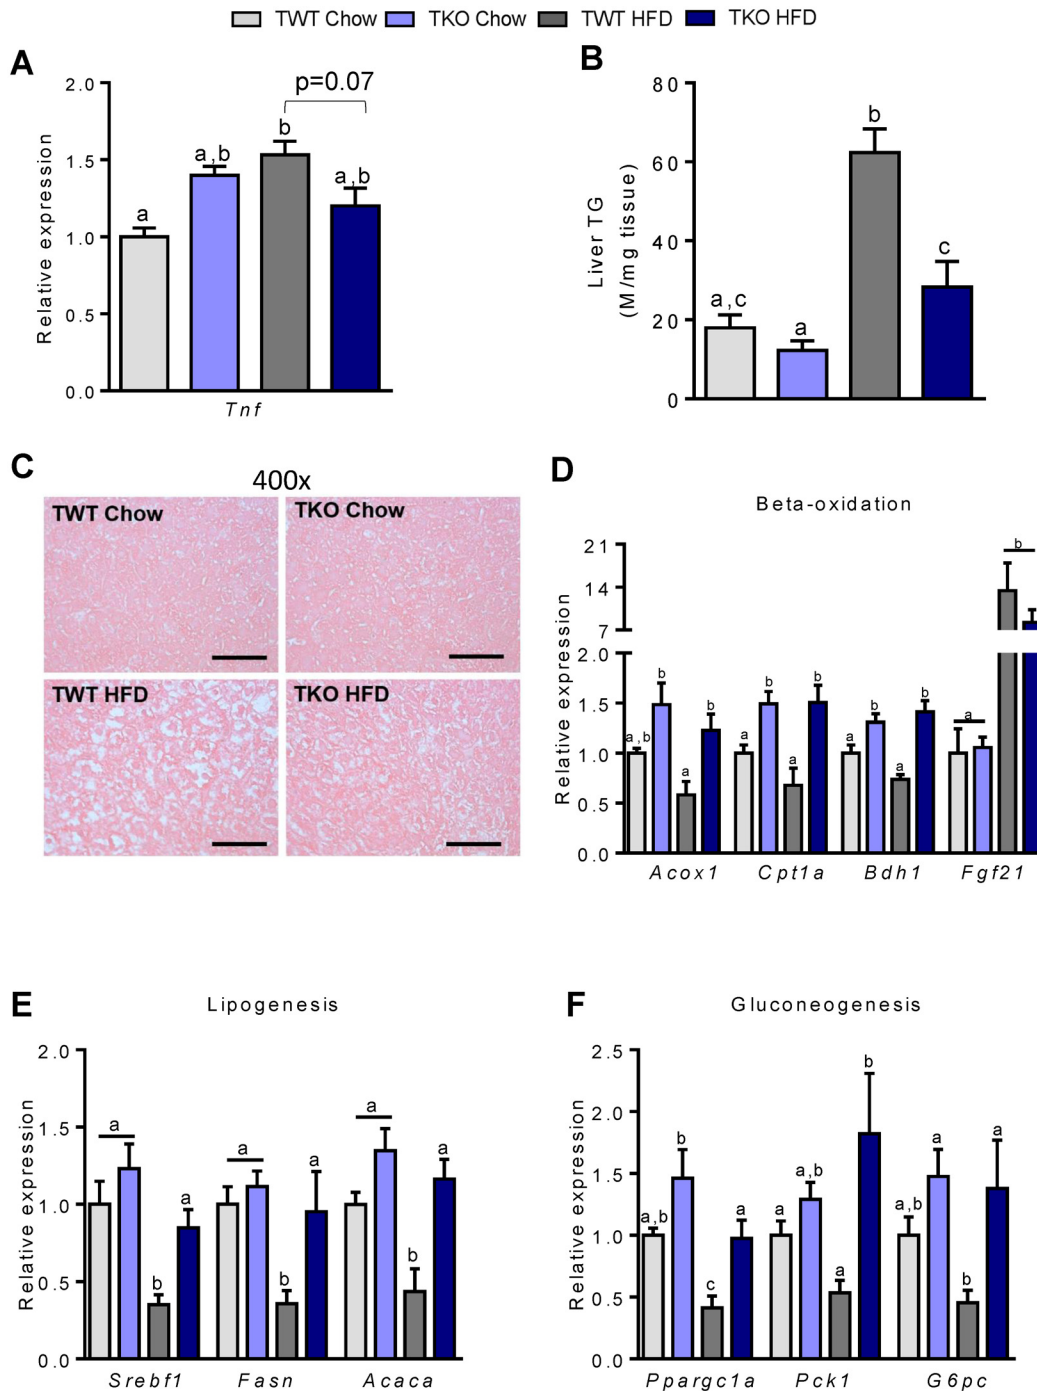 TWT Chow TKO Chow TWT HFD TKO HFD
A
p=0.07
2.0
1.5
1.0
0.5
0.0
Relative expression
a
a,b
b
a,b
Tnf
B
80
60
40
20
0
Liver TG
(M/mg tissue)
a,c
a
b
c
C
400x
TWT Chow
TKO Chow
TWT HFD
TKO HFD
D
Beta-oxidation
21
14
7
2.0
1.5
1.0
0.5
0.0
Relative expression
a,b
b
a
b
a
b
a
b
a
b
a
b
a
b
Acox1 Cpt1a Bdh1 Fgf21
E
Lipogenesis
2.0
1.5
1.0
0.5
0.0
Relative expression
a
b
a
a
b
a
a
b
a
Srebf1 Fasn Acaca
F
Gluconeogenesis
2.5
2.0
1.5
1.0
0.5
0.0
Relative expression
a,b
b
c
a
a
a,b
a
b
a,b
a
b
a
Ppargc1a Pck1 G6pc